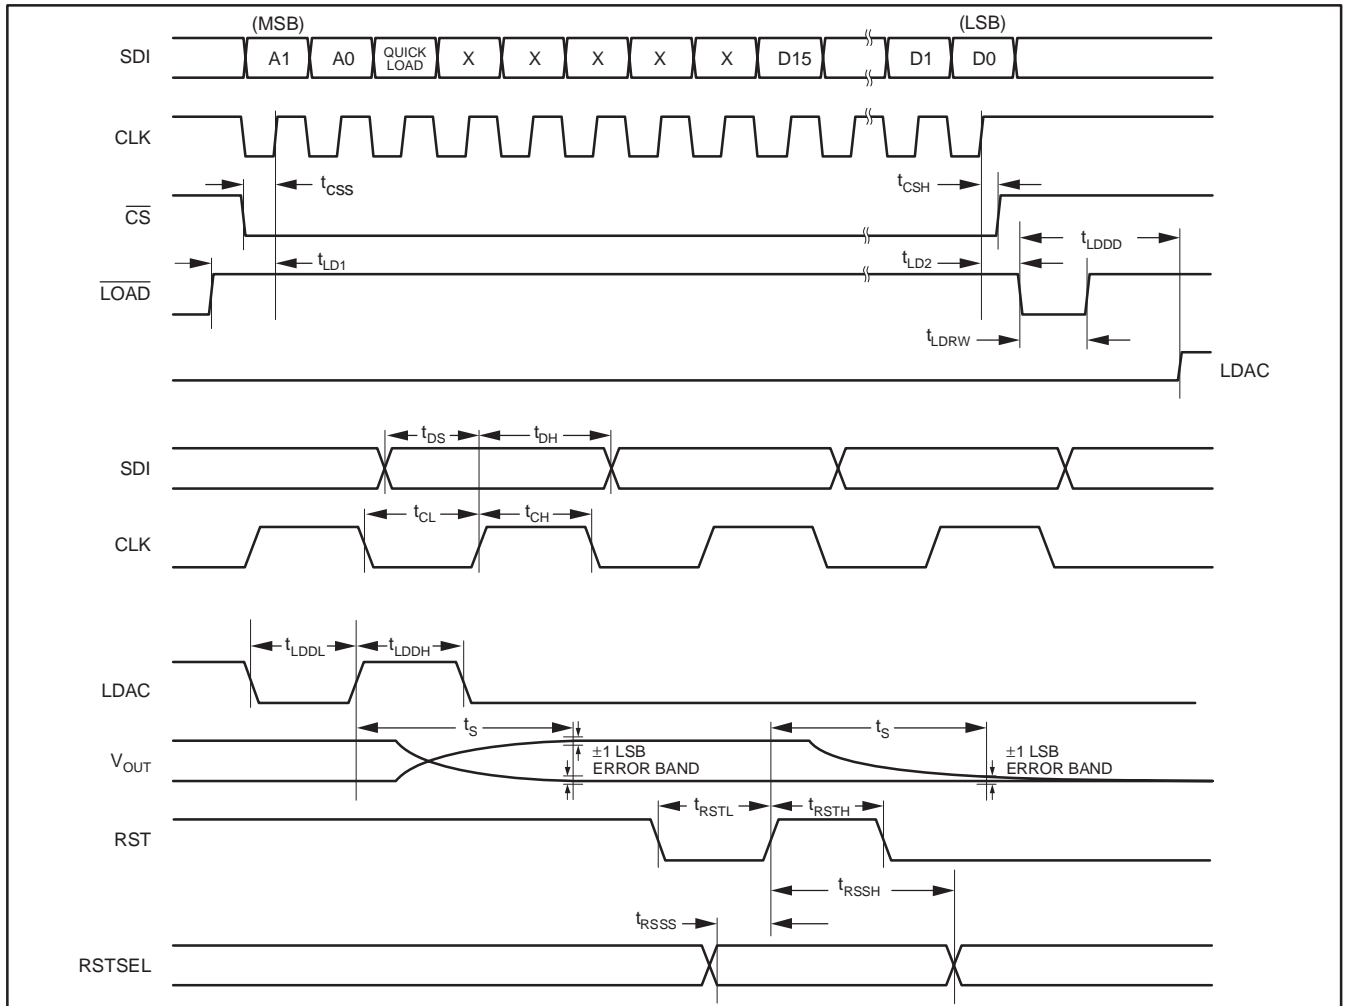 (MSB) (LSB)
SDI A1 A0 QUICK LOAD X X X X X D15 D1 D0
CLK
tCSS tCSH
CS
tLDDD
tLD1 tLD2
LOAD
tLDRW
LDAC
tDS tDH
SDI
tCL tCH
CLK
tLDDL tLDDH
LDAC
tS tS
VOUT ±1 LSB ERROR BAND ±1 LSB ERROR BAND
tRSTL tRSTH
RST
tRSSH
tRSSS
RSTSEL